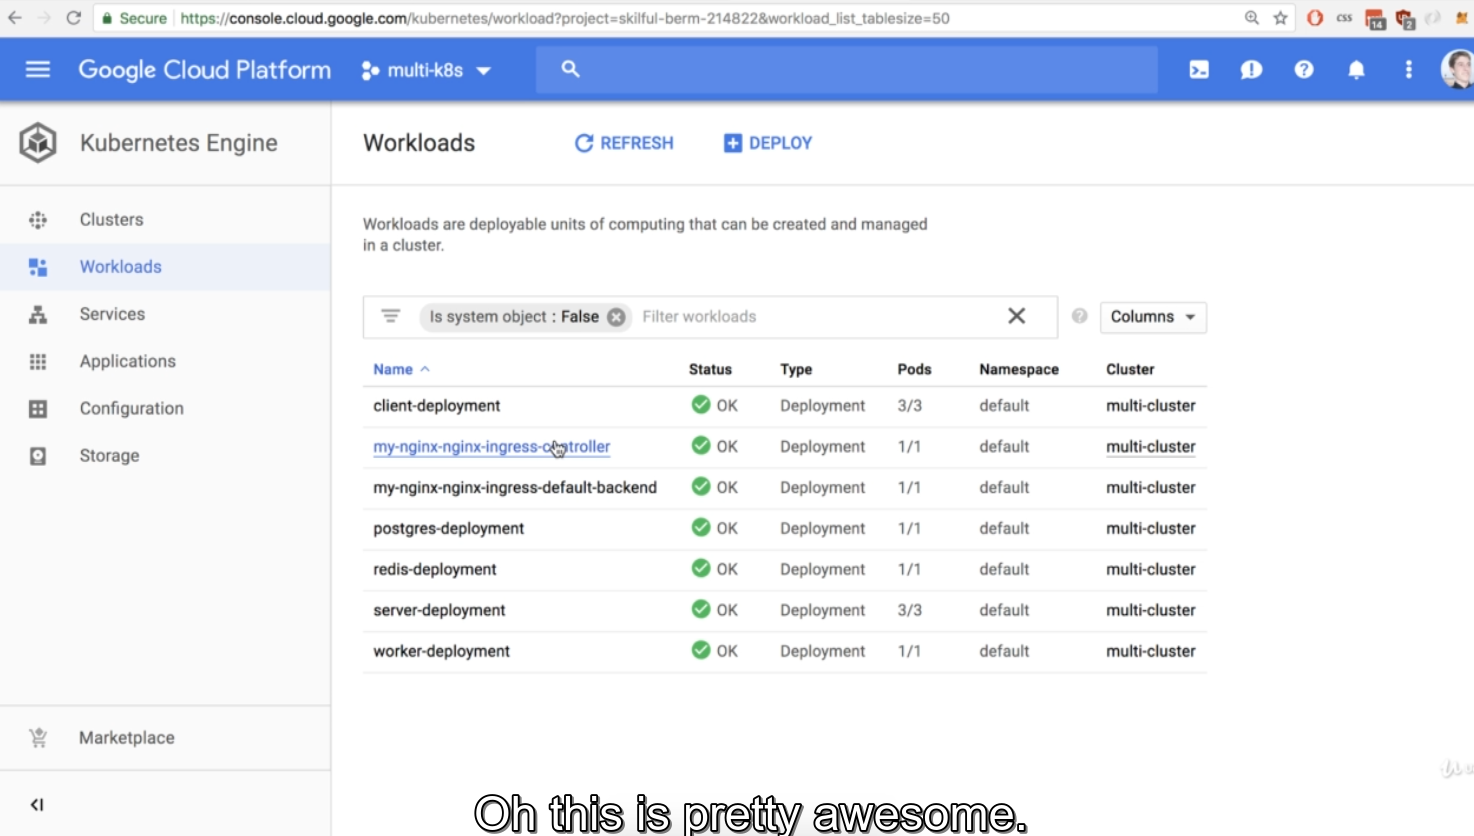 Secure https://console.cloud.google.com/kubernetes/workload?project=skilful-berm-214822&workload_list_tablesize=50 CSS 14 2
Google Cloud Platform multi-k8s
Kubernetes Engine Workloads REFRESH DEPLOY
Clusters
Workloads
Services
Applications
Configuration
Storage
Marketplace
Workloads are deployable units of computing that can be created and managed
in a cluster.
Is system object : False Filter workloads Columns
Name Status Type Pods Namespace Cluster
client-deployment OK Deployment 3/3 default multi-cluster
my-nginx-nginx-ingress-controller OK Deployment 1/1 default multi-cluster
my-nginx-nginx-ingress-default-backend OK Deployment 1/1 default multi-cluster
postgres-deployment OK Deployment 1/1 default multi-cluster
redis-deployment OK Deployment 1/1 default multi-cluster
server-deployment OK Deployment 3/3 default multi-cluster
worker-deployment OK Deployment 1/1 default multi-cluster
Oh this is pretty awesome.